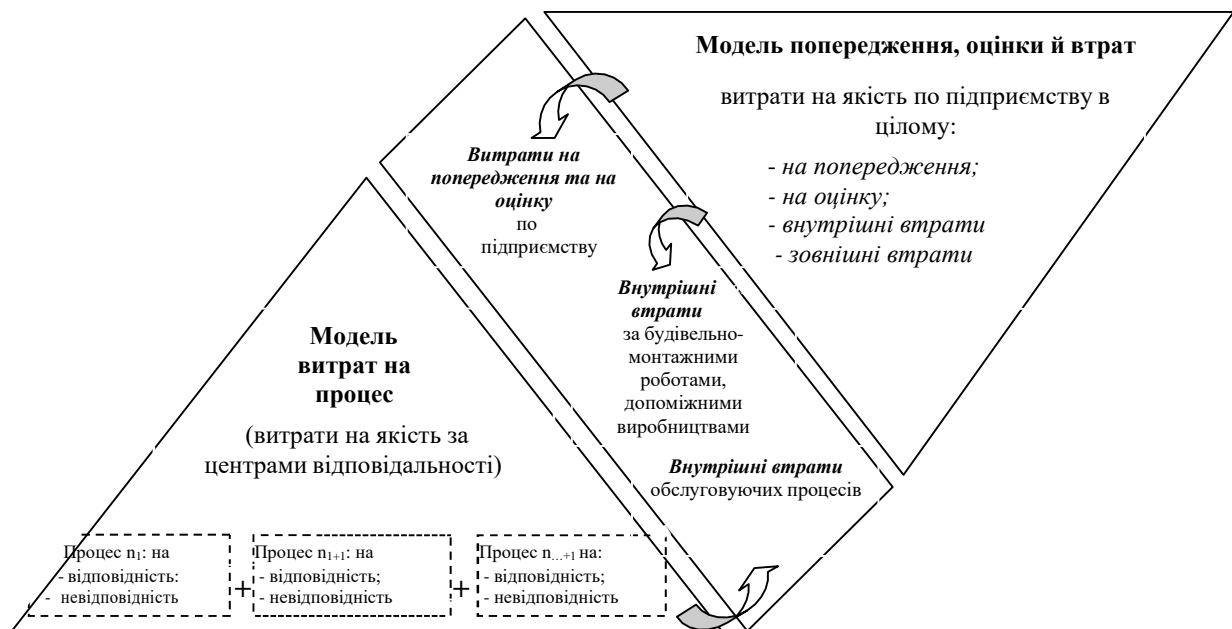 Модель попередження, оцінки й втрат
витрати на якість по підприємству в
цілому:
- на попередження;
- на оцінку;
- внутрішні втрати
- зовнішні втрати
Витрати на
попередження та на
оцінку
по
підприємству
Внутрішні
втрати
за будівельно-
монтажними
роботами,
допоміжними
виробництвами
Внутрішні втрати
обслуговуючих процесів
Модель
витрат на
процес
(витрати на якість за
центрами відповідальності)
Процес n₁: на
- відповідність:
- невідповідність
+
Процес n₁₊₁: на
- відповідність;
- невідповідність
+
Процес n...₊₁ на:
- відповідність;
- невідповідність